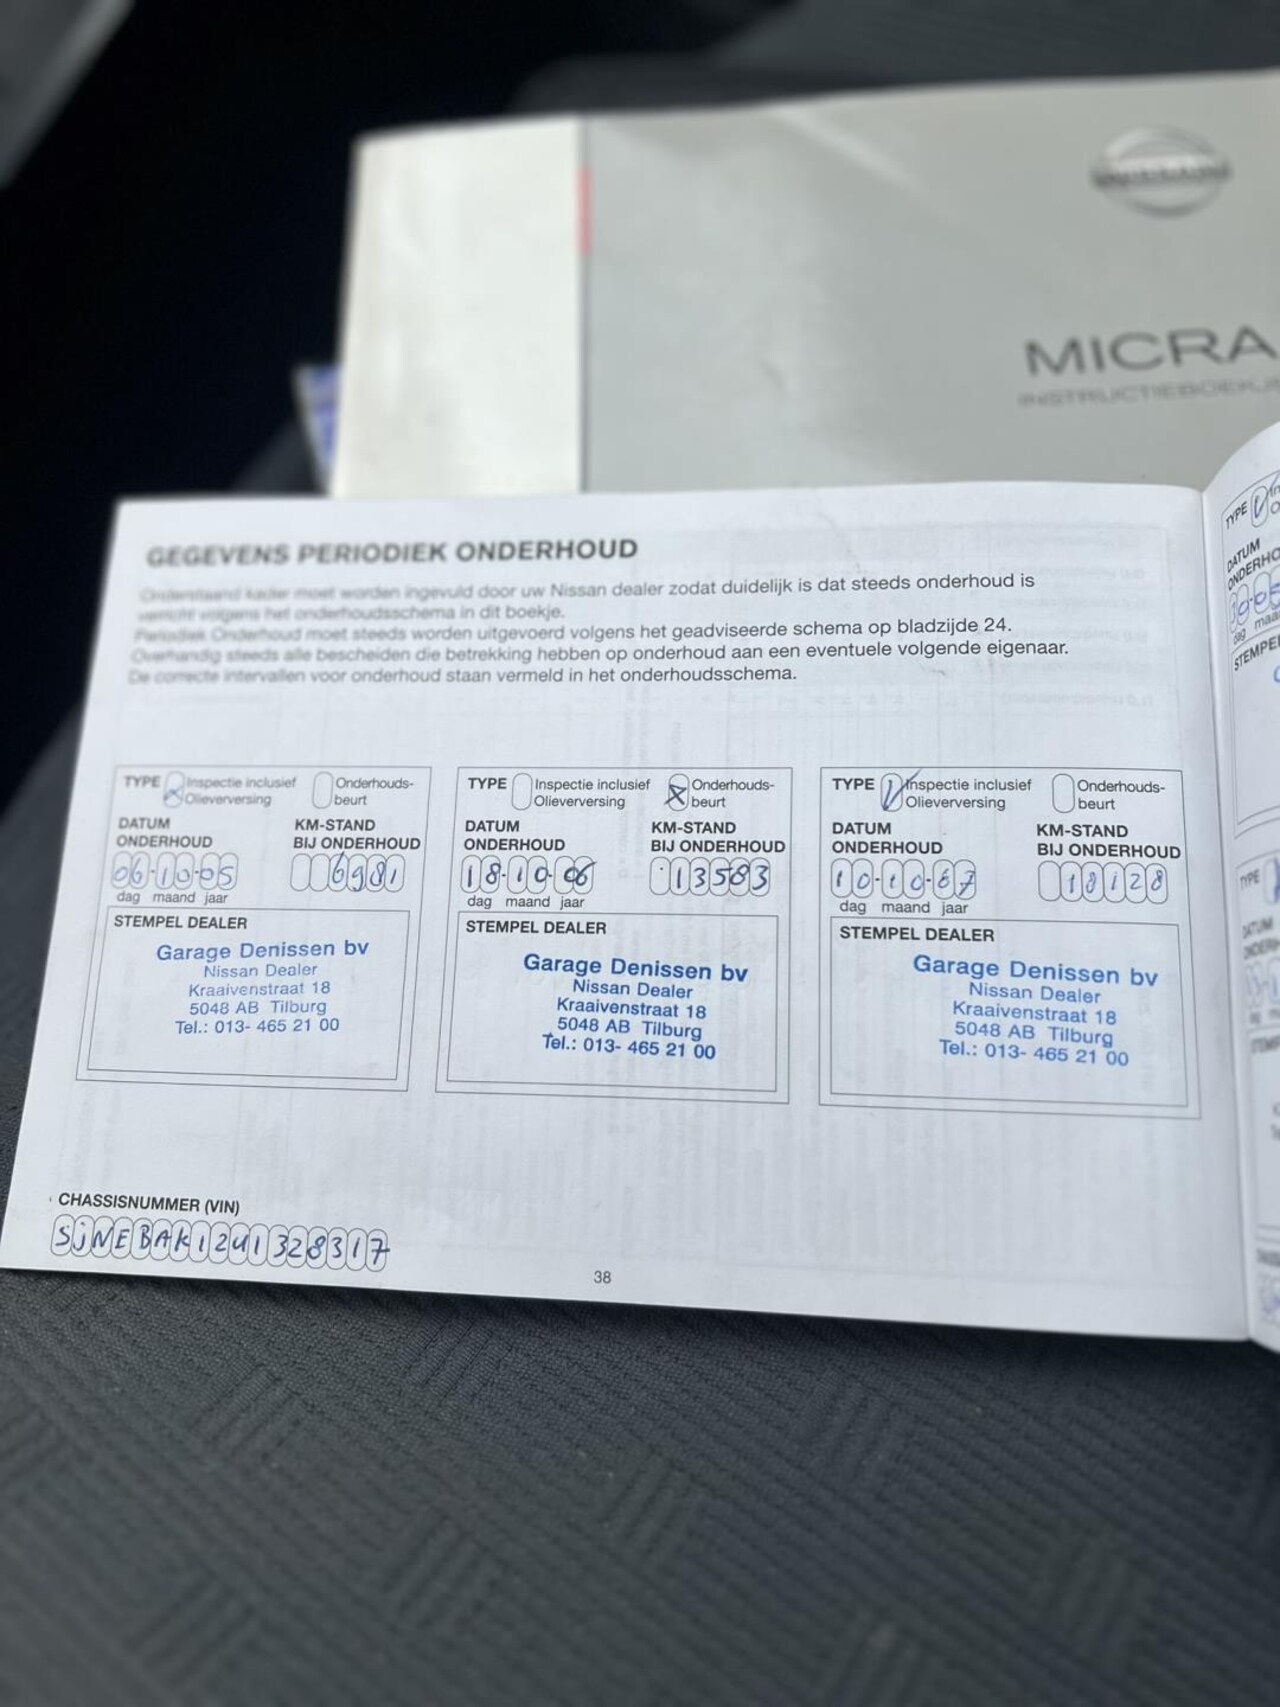 MICRA
INSTRUCTIEBOEKJE
GEGEVENS PERIODIEK ONDERHOUD
Onderstaand kader moet worden ingevuld door uw Nissan dealer zodat duidelijk is dat steeds onderhoud is
verricht volgens het onderhoudsschema in dit boekje.
Periodiek Onderhoud moet steeds worden uitgevoerd volgens het geadviseerde schema op bladzijde 24.
Overhandig steeds alle bescheiden die betrekking hebben op onderhoud aan een eventuele volgende eigenaar.
De correcte intervallen voor onderhoud staan vermeld in het onderhoudsschema.
TYPE Inspectie inclusief Olieverversing Onderhouds-beurt
DATUM ONDERHOUD
KM-STAND BIJ ONDERHOUD
06-10-05 6981
dag maand jaar
STEMPEL DEALER
Garage Denissen bv
Nissan Dealer
Kraaivenstraat 18
5048 AB Tilburg
Tel.: 013- 465 21 00
TYPE Inspectie inclusief Olieverversing Onderhouds-beurt
DATUM ONDERHOUD
KM-STAND BIJ ONDERHOUD
18-10-06 13583
dag maand jaar
STEMPEL DEALER
Garage Denissen bv
Nissan Dealer
Kraaivenstraat 18
5048 AB Tilburg
Tel.: 013- 465 21 00
TYPE Inspectie inclusief Olieverversing Onderhouds-beurt
DATUM ONDERHOUD
KM-STAND BIJ ONDERHOUD
10-10-07 18128
dag maand jaar
STEMPEL DEALER
Garage Denissen bv
Nissan Dealer
Kraaivenstraat 18
5048 AB Tilburg
Tel.: 013- 465 21 00
CHASSISNUMMER (VIN)
SjNEBAK12U1328317
38
TYPE
DATUM
dag